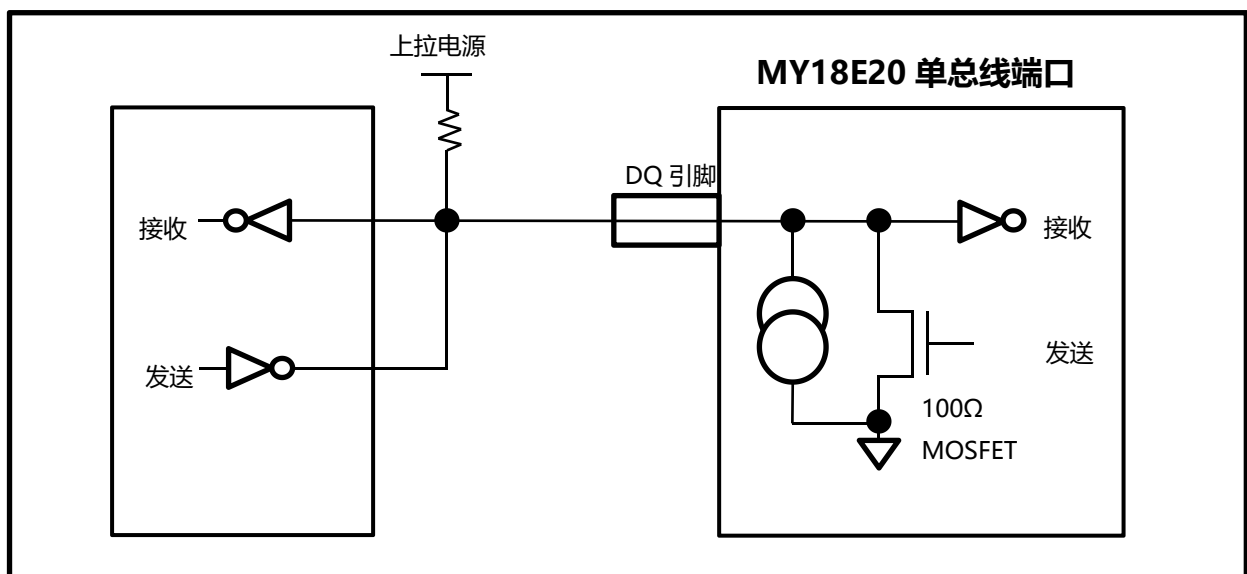 上拉电源
MY18E20 单总线端口
DQ 引脚
接收
接收
发送
发送
100Ω
MOSFET